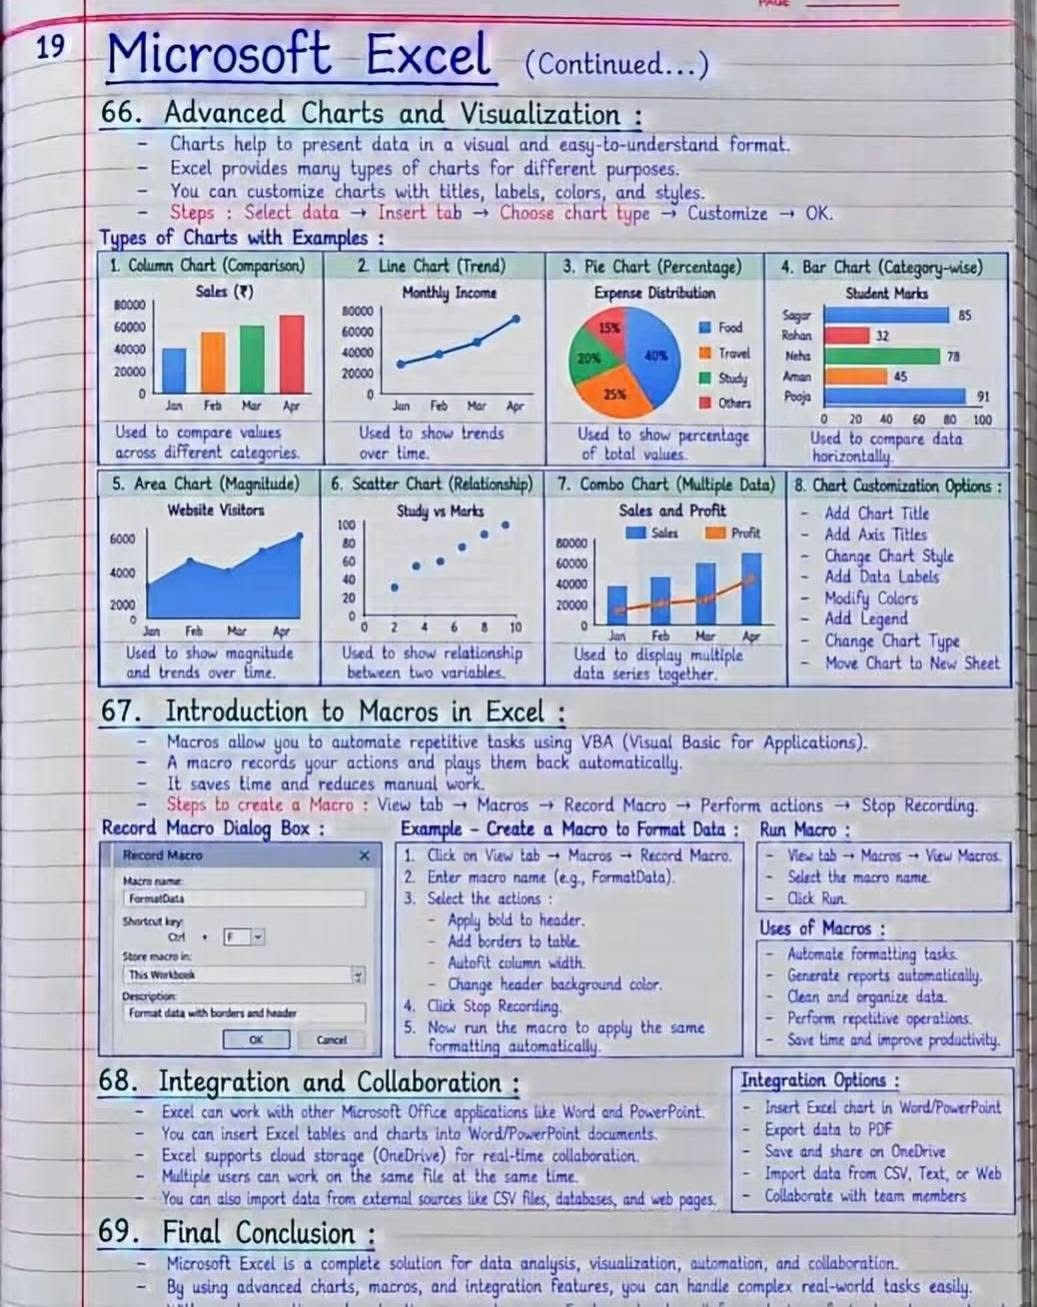 PAGE
19
Microsoft Excel (Continued...)
66. Advanced Charts and Visualization :
- Charts help to present data in a visual and easy-to-understand format.
- Excel provides many types of charts for different purposes.
- You can customize charts with titles, labels, colors, and styles.
- Steps : Select data → Insert tab → Choose chart type → Customize → OK.
Types of Charts with Examples :
1. Column Chart (Comparison)
Sales (₹)
80000
60000
40000
20000
0
Jan Feb Mar Apr
Used to compare values
across different categories.
2. Line Chart (Trend)
Monthly Income
80000
60000
40000
20000
0
Jan Feb Mar Apr
Used to show trends
over time.
3. Pie Chart (Percentage)
Expense Distribution
15%
20%
40%
25%
Food
Travel
Study
Others
Used to show percentage
of total values.
4. Bar Chart (Category-wise)
Student Marks
Sagar 85
Rohan 32
Neha 78
Aman 45
Pooja 91
0 20 40 60 80 100
Used to compare data
horizontally.
5. Area Chart (Magnitude)
Website Visitors
6000
4000
2000
0
Jan Feb Mar Apr
Used to show magnitude
and trends over time.
6. Scatter Chart (Relationship)
Study vs Marks
100
80
60
40
20
0
0 2 4 6 8 10
Used to show relationship
between two variables.
7. Combo Chart (Multiple Data)
Sales and Profit
Sales Profit
80000
60000
40000
20000
0
Jan Feb Mar Apr
Used to display multiple
data series together.
8. Chart Customization Options :
- Add Chart Title
- Add Axis Titles
- Change Chart Style
- Add Data Labels
- Modify Colors
- Add Legend
- Change Chart Type
- Move Chart to New Sheet
67. Introduction to Macros in Excel :
- Macros allow you to automate repetitive tasks using VBA (Visual Basic for Applications).
- A macro records your actions and plays them back automatically.
- It saves time and reduces manual work.
- Steps to create a Macro : View tab → Macros → Record Macro → Perform actions → Stop Recording.
Record Macro Dialog Box :
Record Macro X
Macro name:
FormatData
Shortcut key:
Ctrl + F
Store macro in:
This Workbook
Description:
Format data with borders and header
OK Cancel
Example - Create a Macro to Format Data :
1. Click on View tab → Macros → Record Macro.
2. Enter macro name (e.g., FormatData).
3. Select the actions :
- Apply bold to header.
- Add borders to table.
- Autofit column width.
- Change header background color.
4. Click Stop Recording.
5. Now run the macro to apply the same
formatting automatically.
Run Macro :
- View tab → Macros → View Macros.
- Select the macro name.
- Click Run.
Uses of Macros :
- Automate formatting tasks.
- Generate reports automatically.
- Clean and organize data.
- Perform repetitive operations.
- Save time and improve productivity.
68. Integration and Collaboration :
- Excel can work with other Microsoft Office applications like Word and PowerPoint.
- You can insert Excel tables and charts into Word/PowerPoint documents.
- Excel supports cloud storage (OneDrive) for real-time collaboration.
- Multiple users can work on the same file at the same time.
- You can also import data from external sources like CSV files, databases, and web pages.
Integration Options :
- Insert Excel chart in Word/PowerPoint
- Export data to PDF
- Save and share on OneDrive
- Import data from CSV, Text, or Web
- Collaborate with team members
69. Final Conclusion :
- Microsoft Excel is a complete solution for data analysis, visualization, automation, and collaboration.
- By using advanced charts, macros, and integration features, you can handle complex real-world tasks easily.